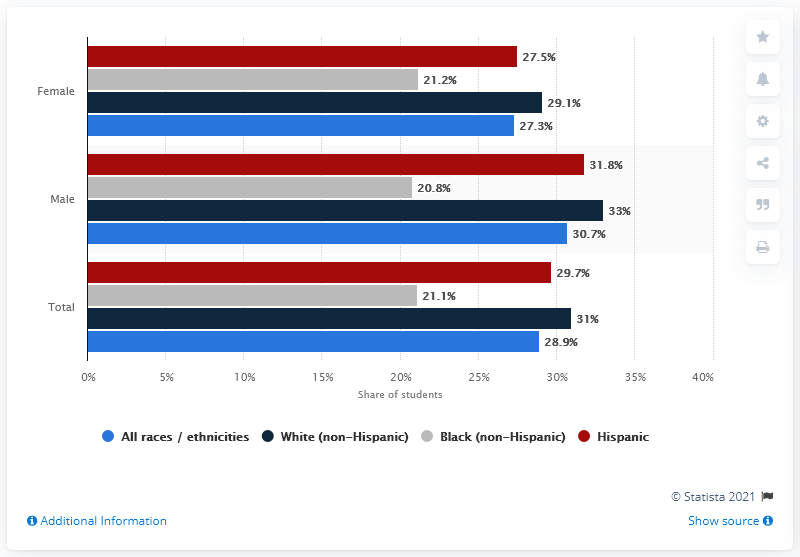 27.5%
Female 21.2%
29.1%
27.3%
31.8%
Male 20.8%
33%
30.7%
29.7%
Total 21.1%
31%
28.9%
0% 5% 10% 15% 20% 25% 30% 35% 40%
Share of students
All races / ethnicities White (non-Hispanic) Black (non-Hispanic) Hispanic
© Statista 2021
Additional Information Show source